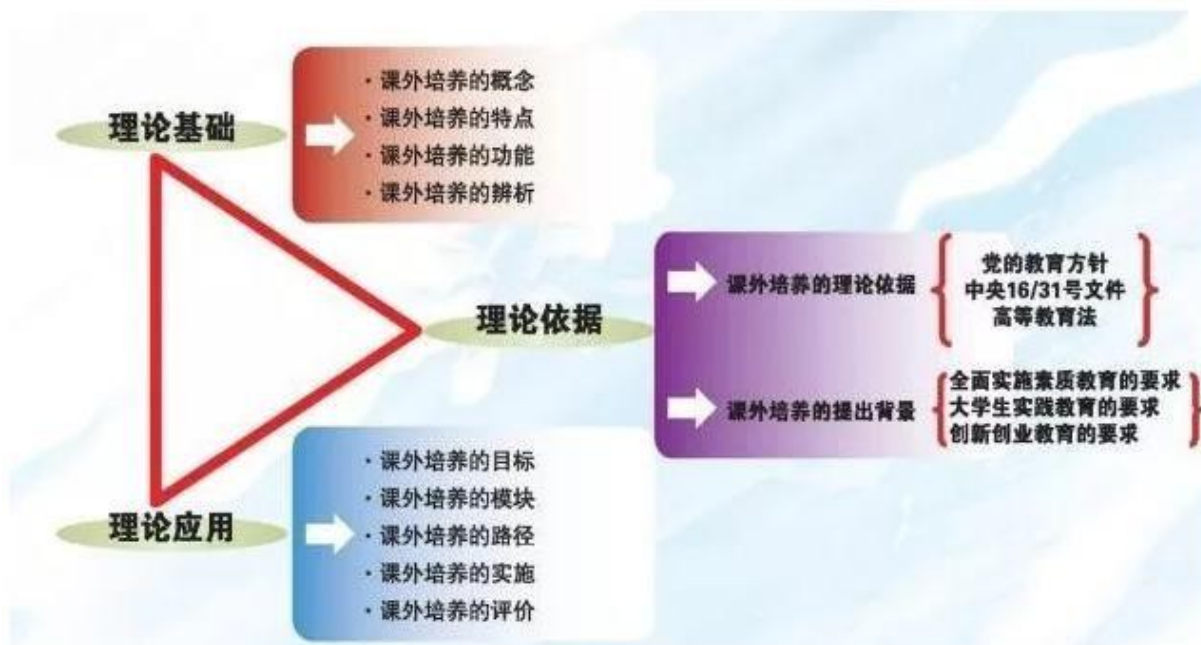 理论基础
· 课外培养的概念
· 课外培养的特点
· 课外培养的功能
· 课外培养的辨析
理论依据
课外培养的理论依据
党的教育方针
中央16/31号文件
高等教育法
课外培养的提出背景
全面实施素质教育的要求
大学生实践教育的要求
创新创业教育的要求
理论应用
· 课外培养的目标
· 课外培养的模块
· 课外培养的路径
· 课外培养的实施
· 课外培养的评价